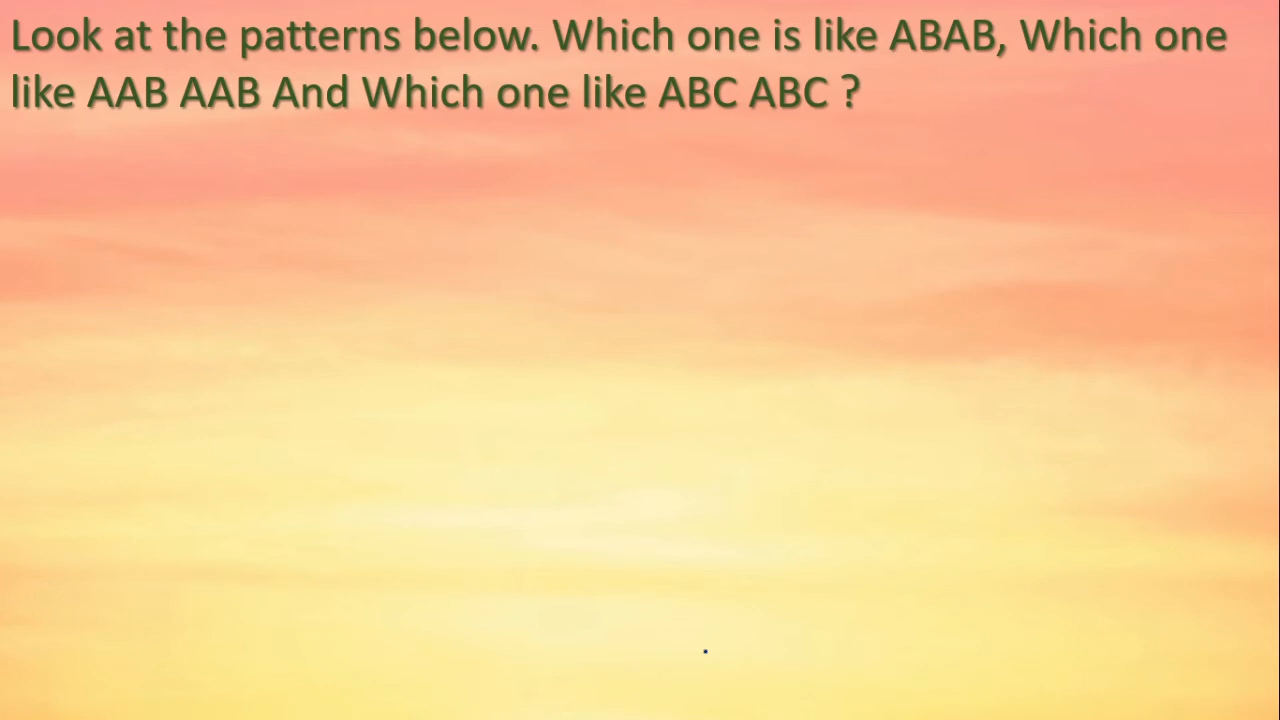 Look at the patterns below. Which one is like ABAB, Which one
like AAB AAB And Which one like ABC ABC ?